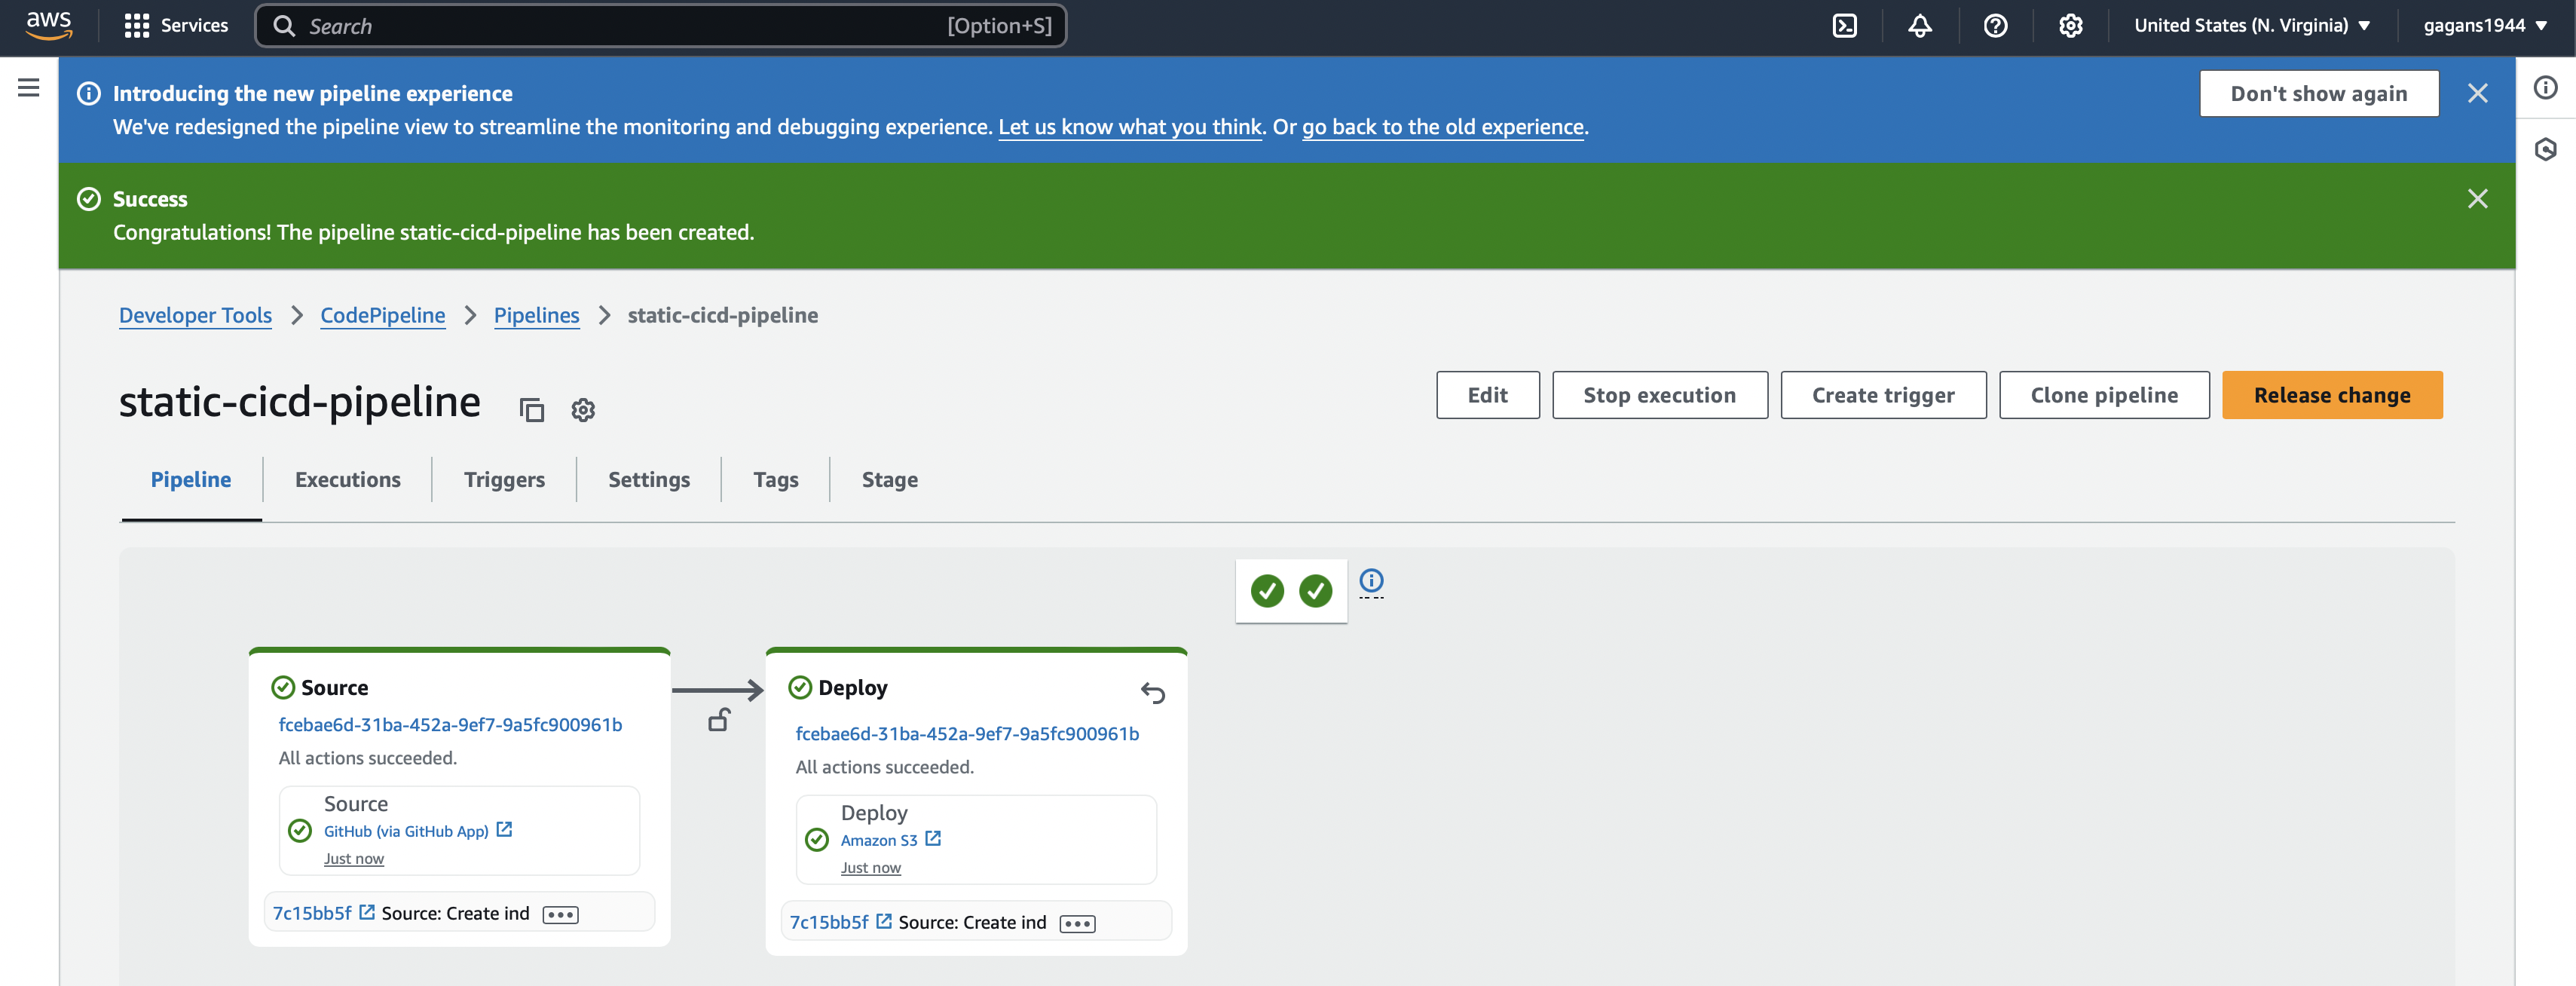 aws
Services
Search
[Option+S]
United States (N. Virginia)
gagans1944
Introducing the new pipeline experience
We've redesigned the pipeline view to streamline the monitoring and debugging experience. Let us know what you think. Or go back to the old experience.
Don't show again
Success
Congratulations! The pipeline static-cicd-pipeline has been created.
Developer Tools
CodePipeline
Pipelines
static-cicd-pipeline
static-cicd-pipeline
Edit
Stop execution
Create trigger
Clone pipeline
Release change
Pipeline
Executions
Triggers
Settings
Tags
Stage
Source
fcebae6d-31ba-452a-9ef7-9a5fc900961b
All actions succeeded.
Source
GitHub (via GitHub App)
Just now
7c15bb5f Source: Create ind
Deploy
fcebae6d-31ba-452a-9ef7-9a5fc900961b
All actions succeeded.
Deploy
Amazon S3
Just now
7c15bb5f Source: Create ind